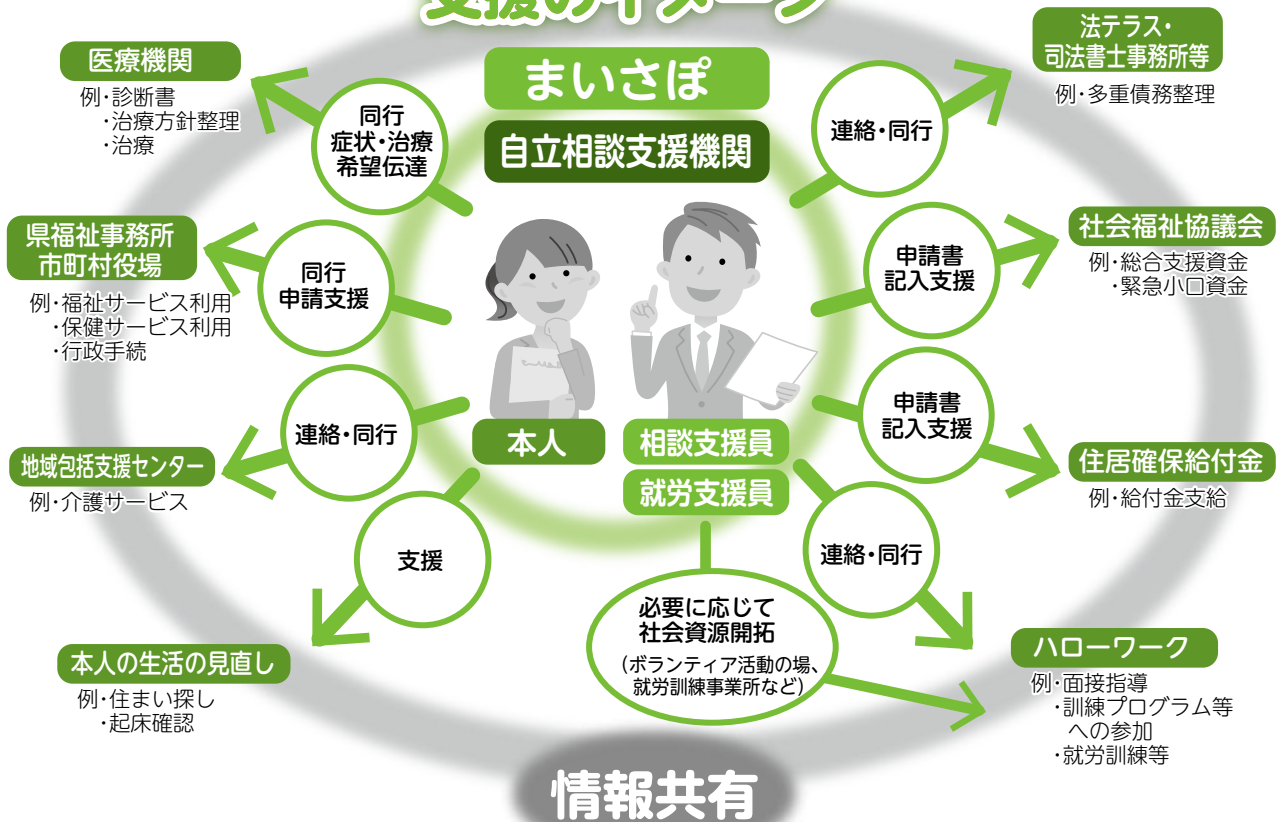 支援のイメージ
まいさぽ
自立相談支援機関
医療機関
例・診断書
・治療方針整理
・治療
同行
症状・治療
希望伝達
県福祉事務所
市町村役場
例・福祉サービス利用
・保健サービス利用
・行政手続
同行
申請支援
地域包括支援センター
例・介護サービス
連絡・同行
本人の生活の見直し
例・住まい探し
・起床確認
支援
本人
相談支援員
就労支援員
法テラス・
司法書士事務所等
例・多重債務整理
連絡・同行
社会福祉協議会
例・総合支援資金
・緊急小口資金
申請書
記入支援
住居確保給付金
例・給付金支給
申請書
記入支援
ハローワーク
例・面接指導
・訓練プログラム等
への参加
・就労訓練等
連絡・同行
必要に応じて
社会資源開拓
(ボランティア活動の場、
就労訓練事業所など)
情報共有